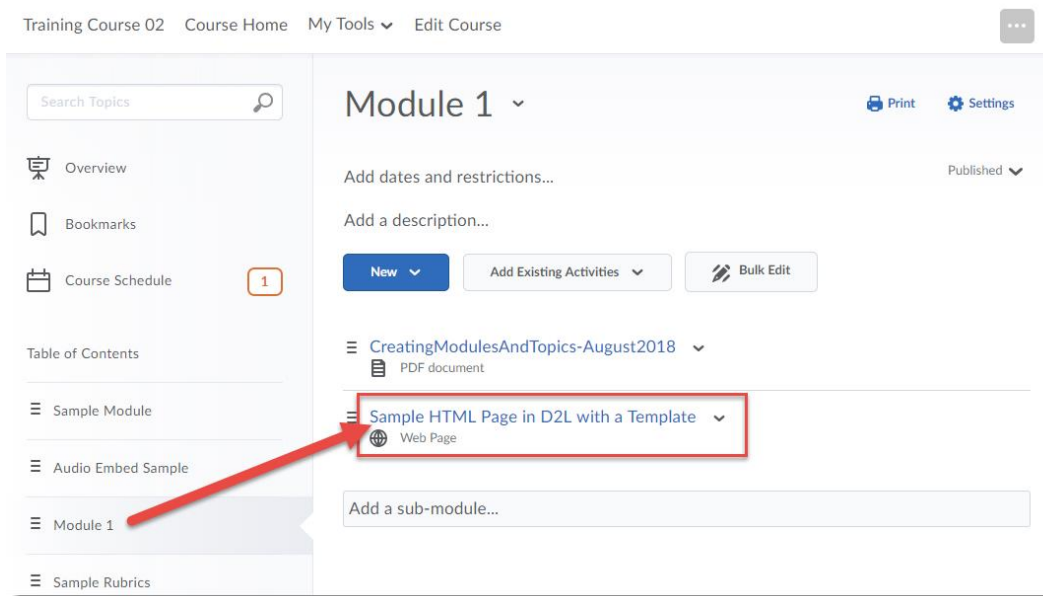 Training Course 02 Course Home My Tools Edit Course
Search Topics
Overview
Bookmarks
Course Schedule 1
Table of Contents
Sample Module
Audio Embed Sample
Module 1
Sample Rubrics
Module 1
Print Settings
Add dates and restrictions...
Published
Add a description...
New Add Existing Activities Bulk Edit
CreatingModulesAndTopics-August2018
PDF document
Sample HTML Page in D2L with a Template
Web Page
Add a sub-module...